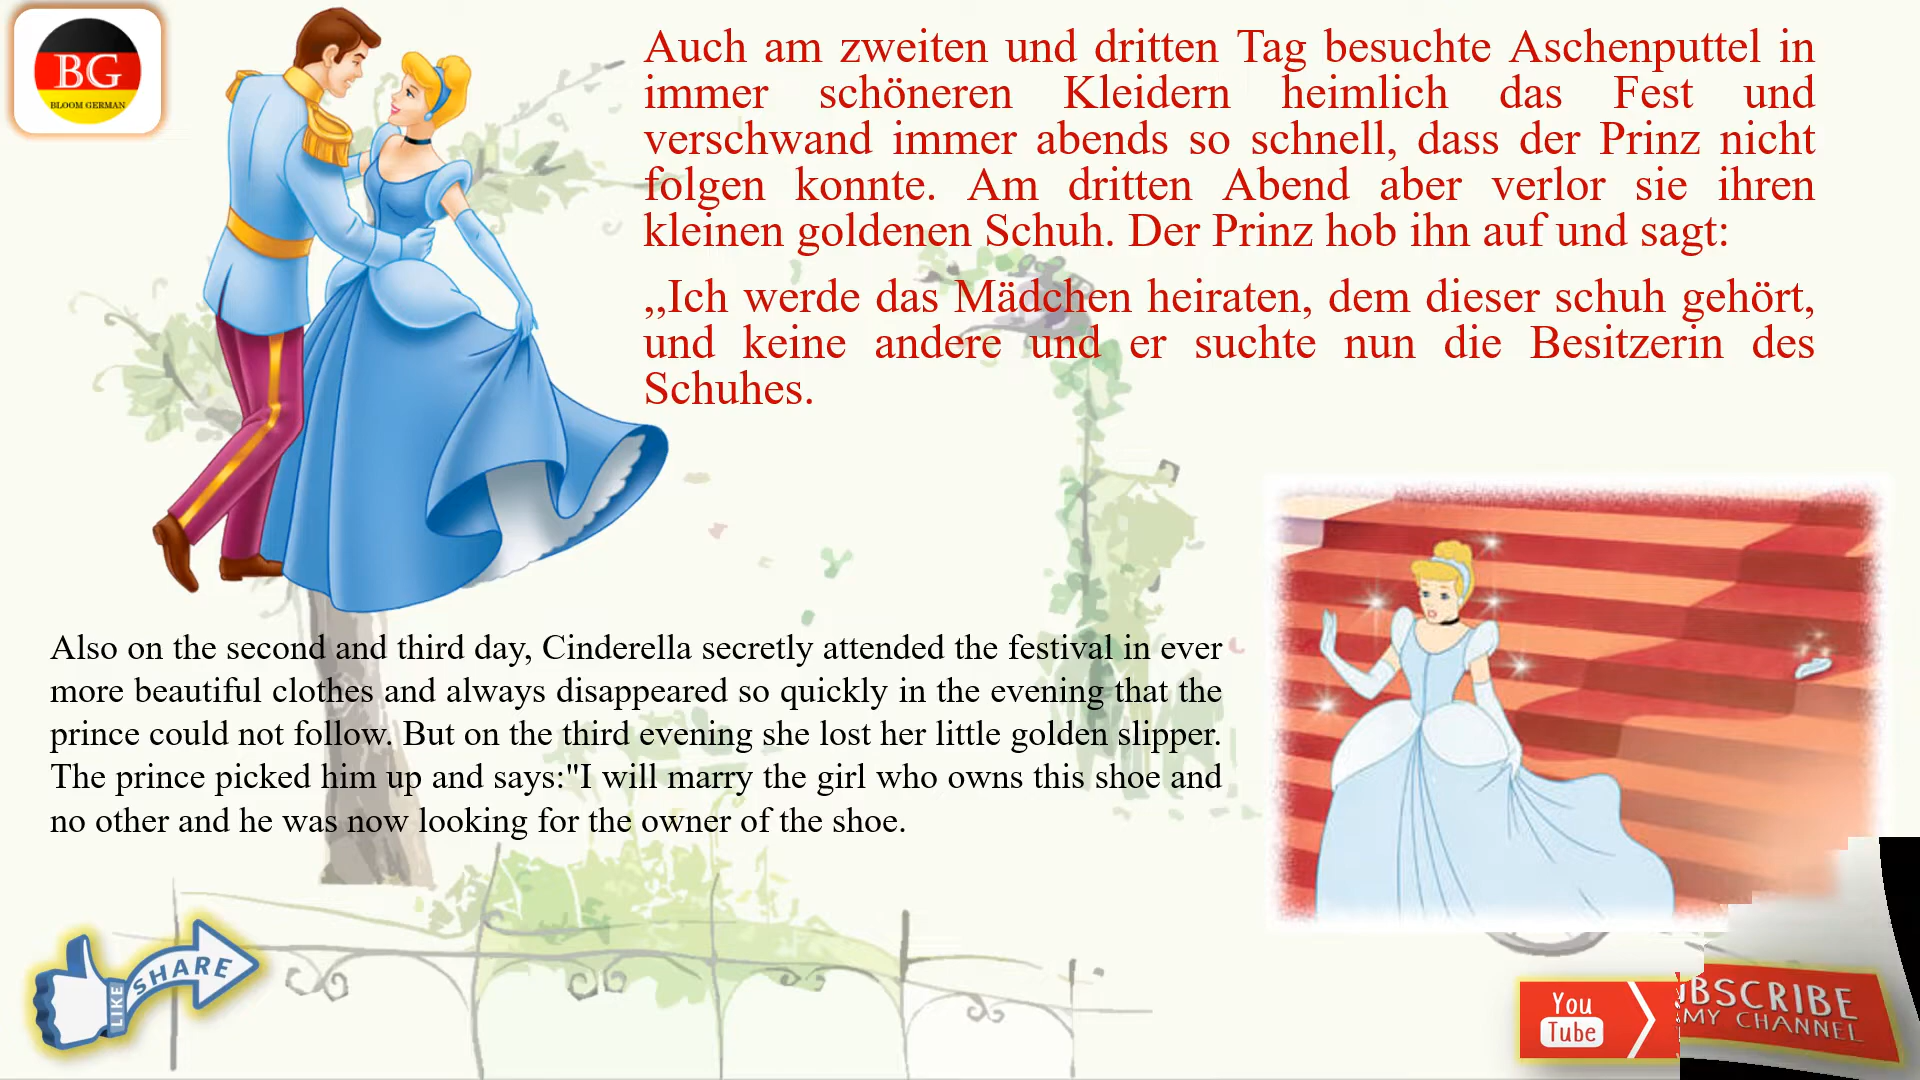 BG
BLOOM GERMAN
Auch am zweiten und dritten Tag besuchte Aschenputtel in
immer schöneren Kleidern heimlich das Fest und
verschwand immer abends so schnell, dass der Prinz nicht
folgen konnte. Am dritten Abend aber verlor sie ihren
kleinen goldenen Schuh. Der Prinz hob ihn auf und sagt:
,,Ich werde das Mädchen heiraten, dem dieser schuh gehört,
und keine andere und er suchte nun die Besitzerin des
Schuhes.
Also on the second and third day, Cinderella secretly attended the festival in ever
more beautiful clothes and always disappeared so quickly in the evening that the
prince could not follow. But on the third evening she lost her little golden slipper.
The prince picked him up and says:"I will marry the girl who owns this shoe and
no other and he was now looking for the owner of the shoe.
LIKE
SHARE
You
Tube
UBSCRIBE
MY CHANNEL